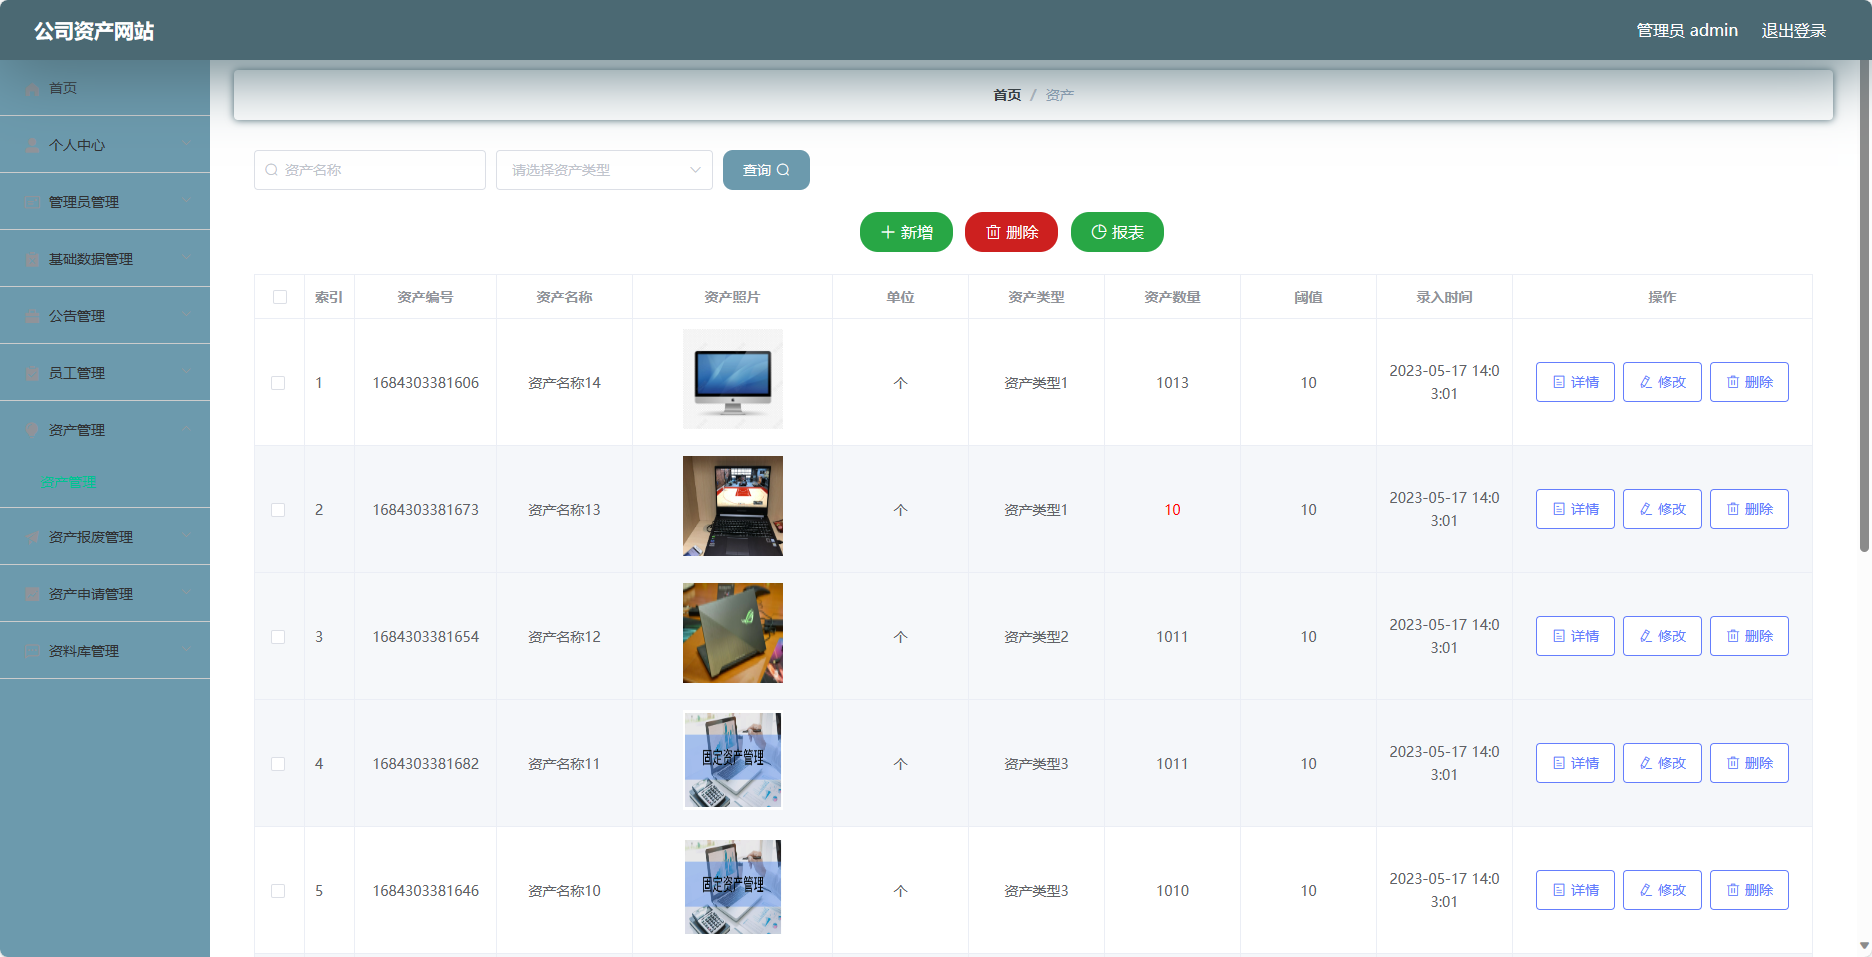 公司资产网站
管理员 admin
退出登录
首页
个人中心
管理员管理
基础数据管理
公告管理
员工管理
资产管理
资产管理
资产报废管理
资产申请管理
资料库管理
首页 / 资产
资产名称
请选择资产类型
查询
新增
删除
报表
索引 资产编号 资产名称 资产照片 单位 资产类型 资产数量 阈值 录入时间 操作
1 1684303381606 资产名称14 个 资产类型1 1013 10 2023-05-17 14:0
3:01
详情 修改 删除
2 1684303381673 资产名称13 个 资产类型1 10 10 2023-05-17 14:0
3:01
详情 修改 删除
3 1684303381654 资产名称12 个 资产类型2 1011 10 2023-05-17 14:0
3:01
详情 修改 删除
4 1684303381682 资产名称11 固定资产管理 个 资产类型3 1011 10 2023-05-17 14:0
3:01
详情 修改 删除
5 1684303381646 资产名称10 固定资产管理 个 资产类型3 1010 10 2023-05-17 14:0
3:01
详情 修改 删除